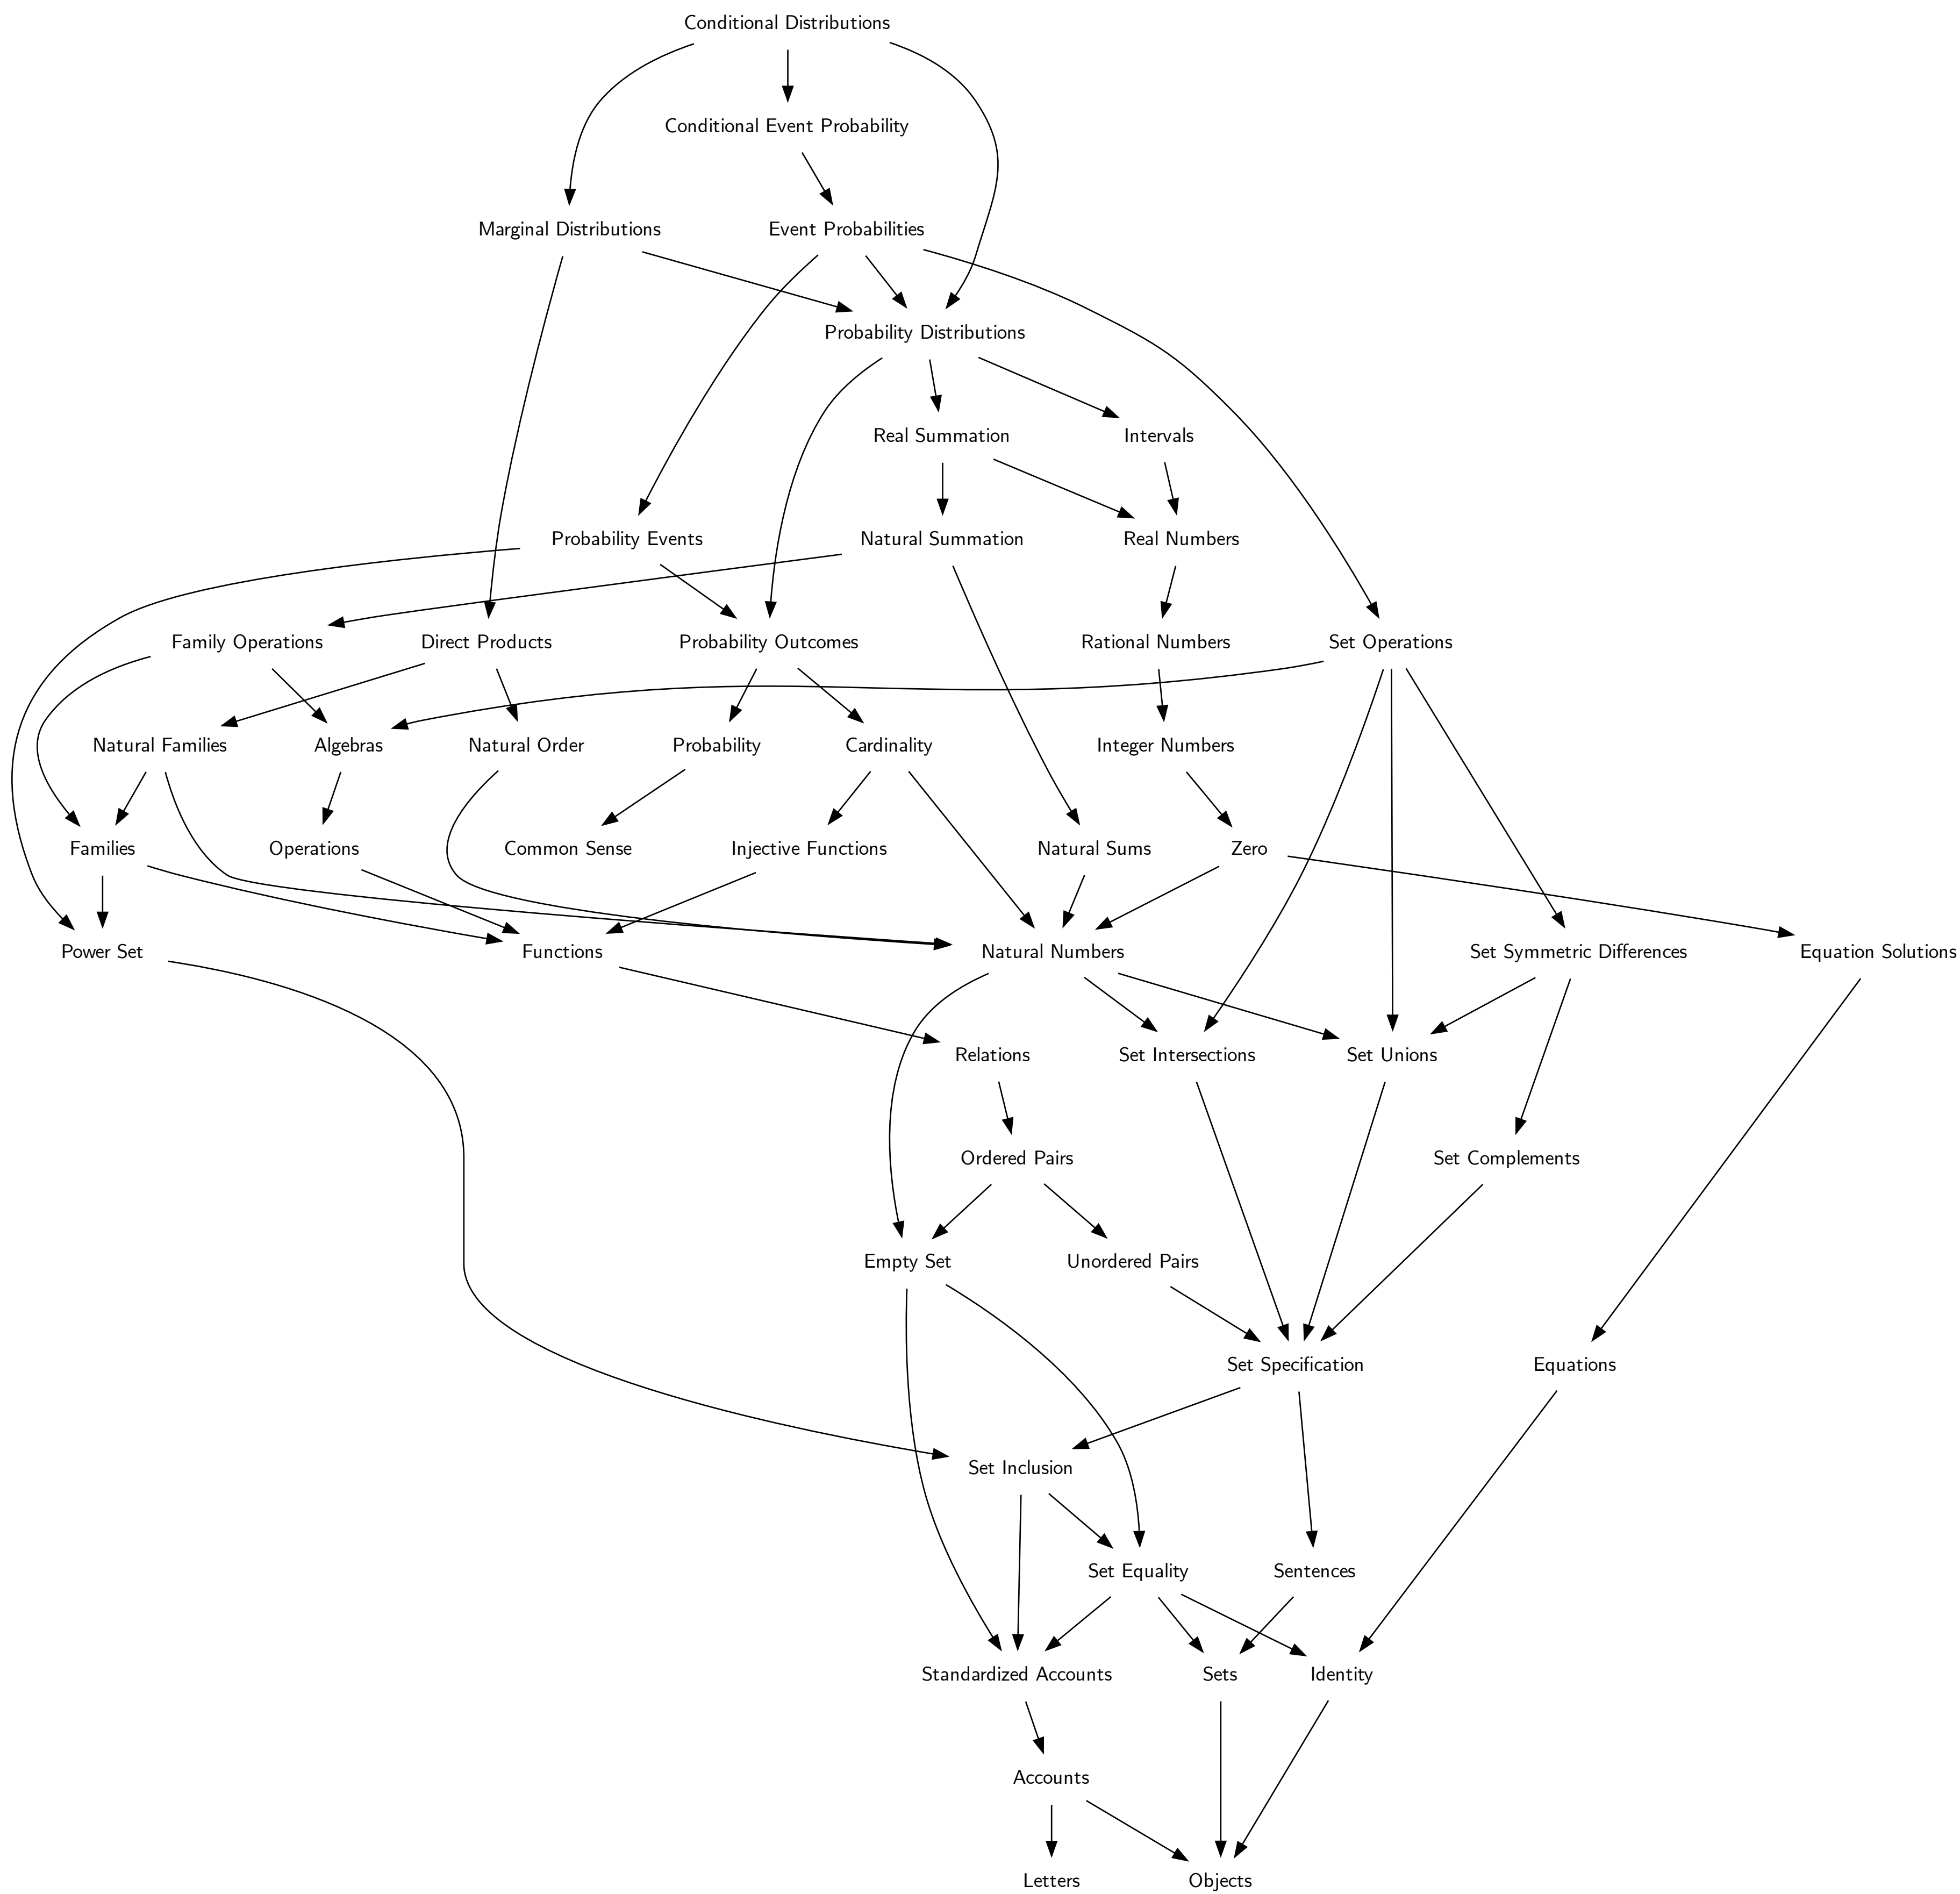 Conditional Distributions
Conditional Event Probability
Marginal Distributions
Event Probabilities
Probability Distributions
Real Summation
Intervals
Probability Events
Natural Summation
Real Numbers
Family Operations
Direct Products
Probability Outcomes
Rational Numbers
Set Operations
Natural Families
Algebras
Natural Order
Probability
Cardinality
Integer Numbers
Families
Operations
Common Sense
Injective Functions
Natural Sums
Zero
Power Set
Functions
Natural Numbers
Set Symmetric Differences
Equation Solutions
Relations
Set Intersections
Set Unions
Ordered Pairs
Set Complements
Empty Set
Unordered Pairs
Set Specification
Equations
Set Inclusion
Set Equality
Sentences
Standardized Accounts
Sets
Identity
Accounts
Letters
Objects